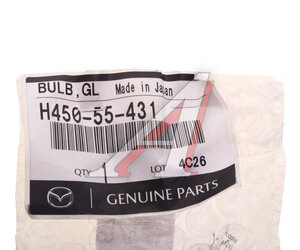 BULB, GL Made in Japan
H450-55-431
QTY 1 LOT 4C26
GENUINE PARTS